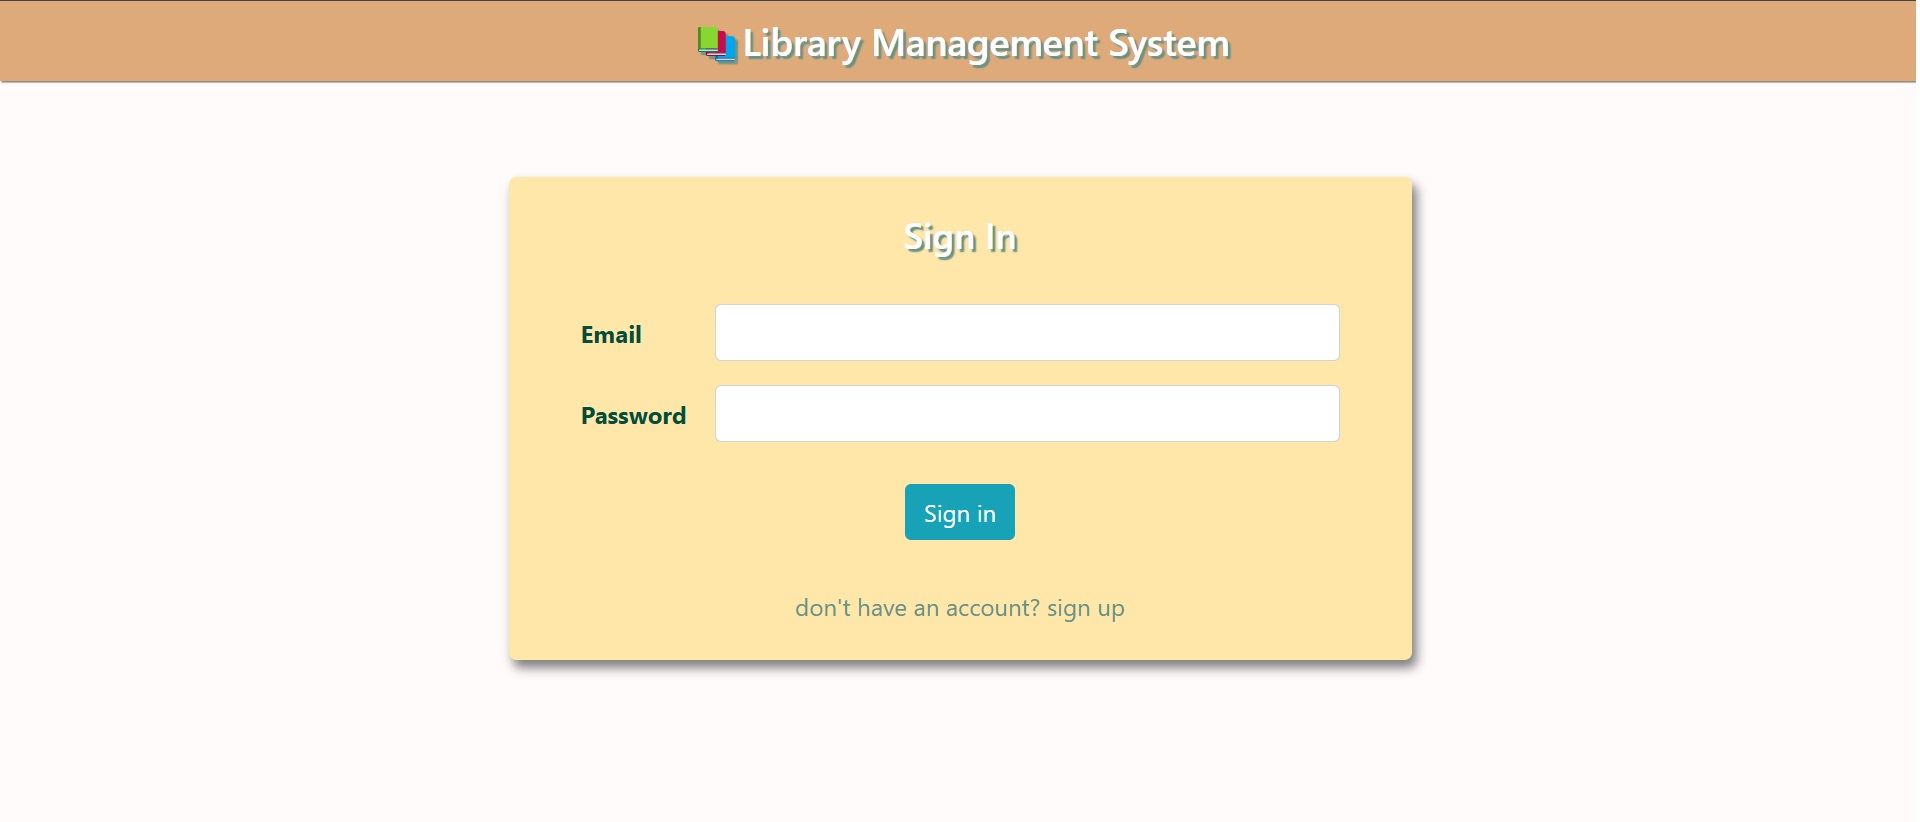 Library Management System
Sign In
Email
Password
Sign in
don't have an account? sign up